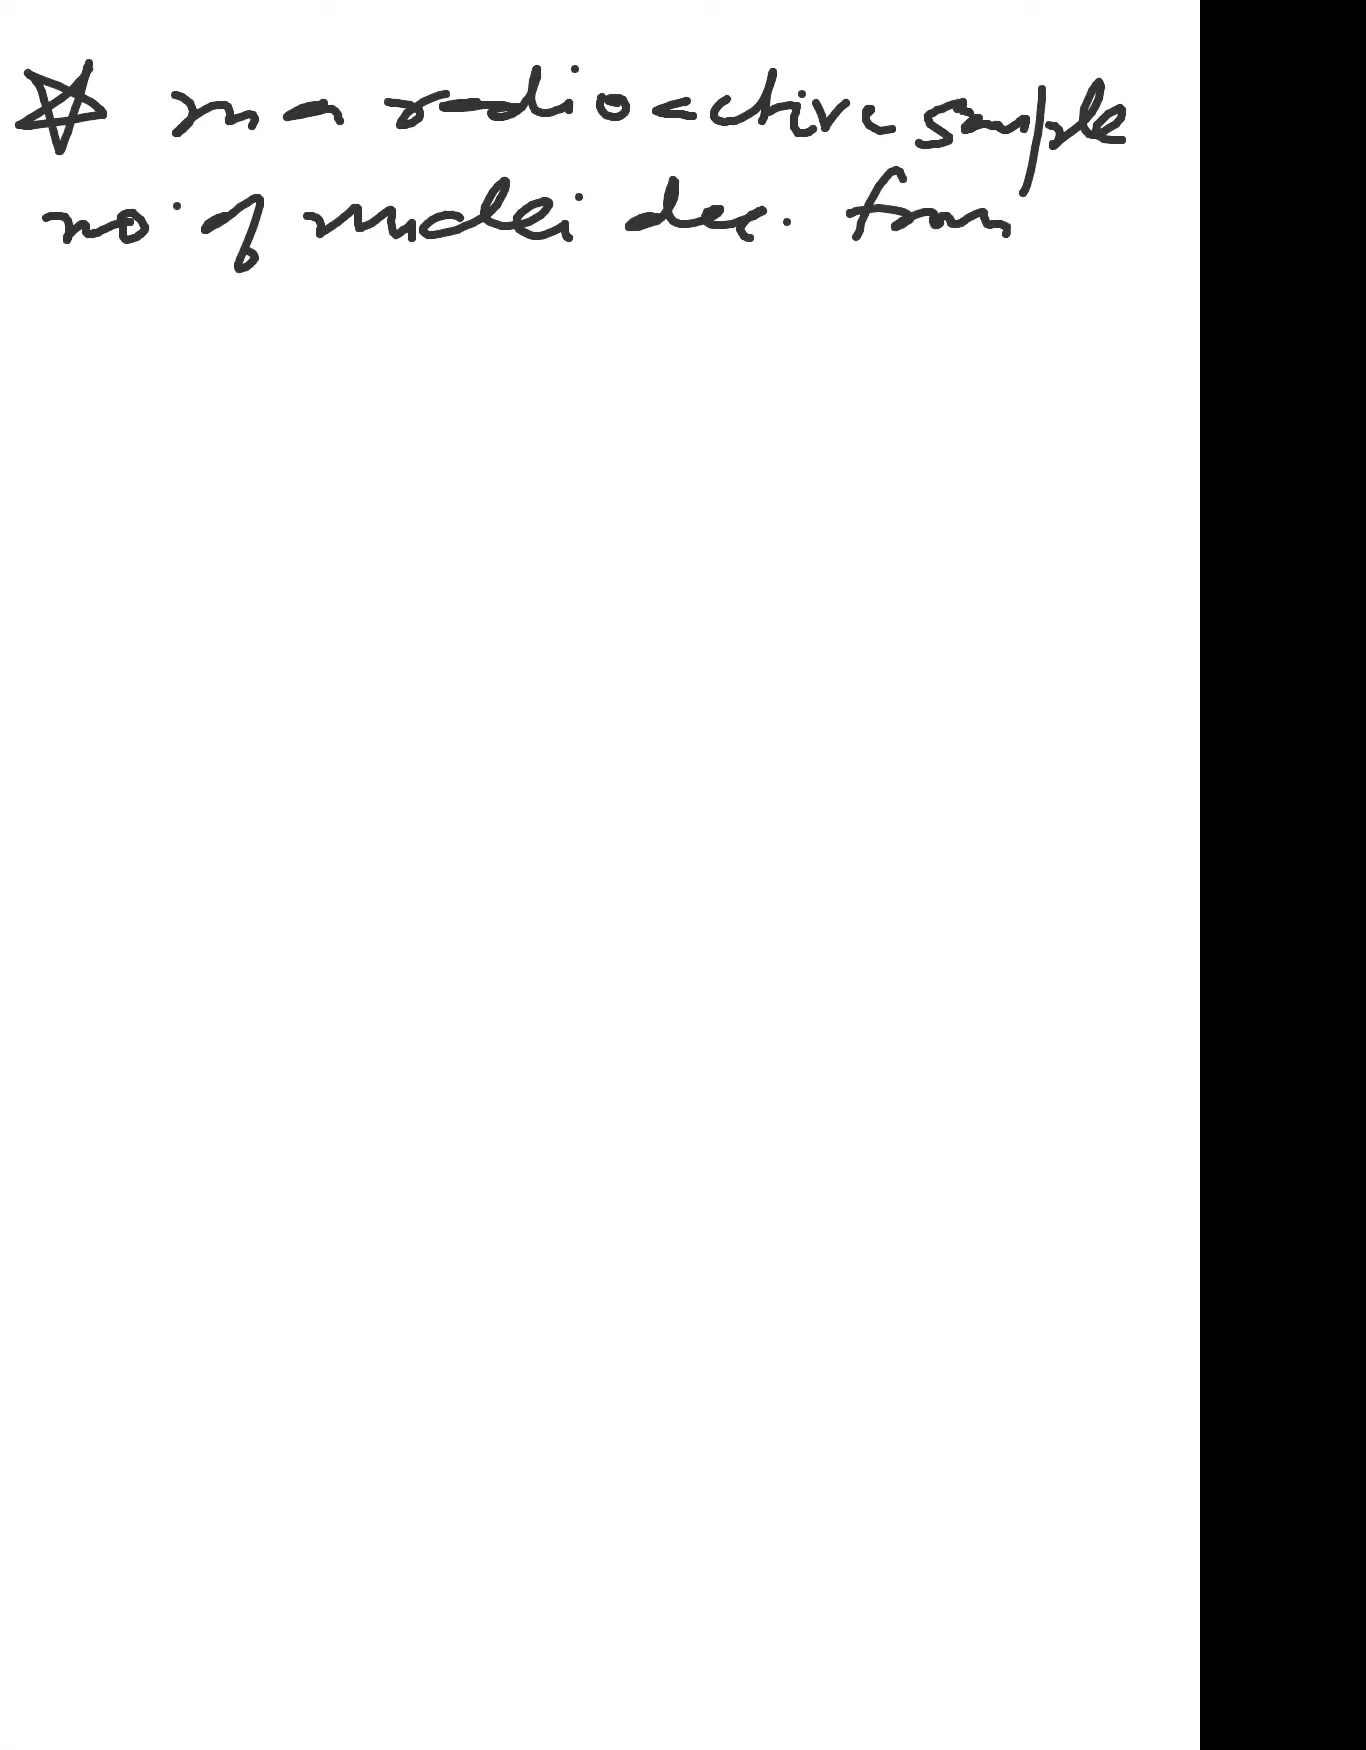 in a radioactive sample
no. of nuclei dec. from